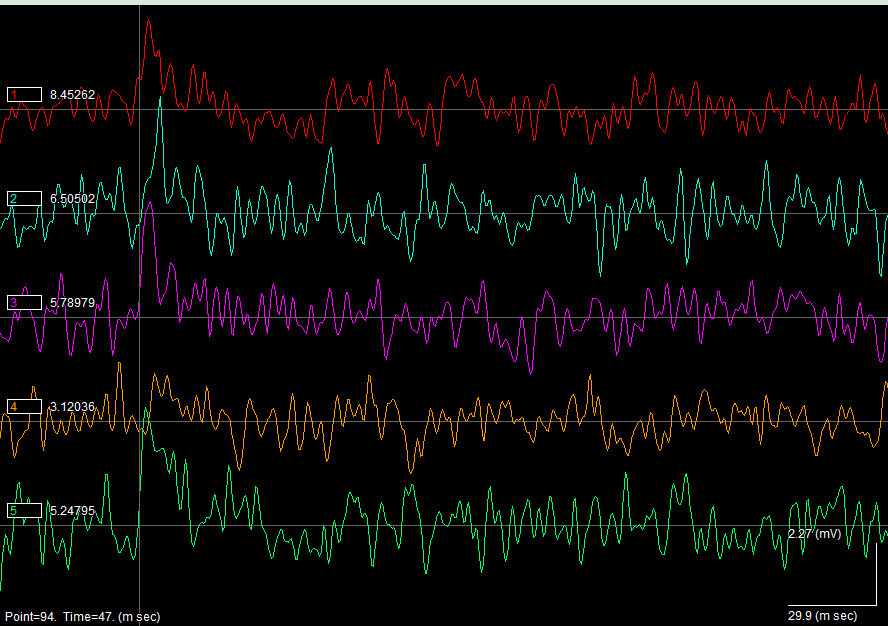 1 8.45262
2 6.50502
3 5.78979
4 3.12036
5 5.24795
2.27 (mV)
29.9 (m sec)
Point=94. Time=47. (m sec)